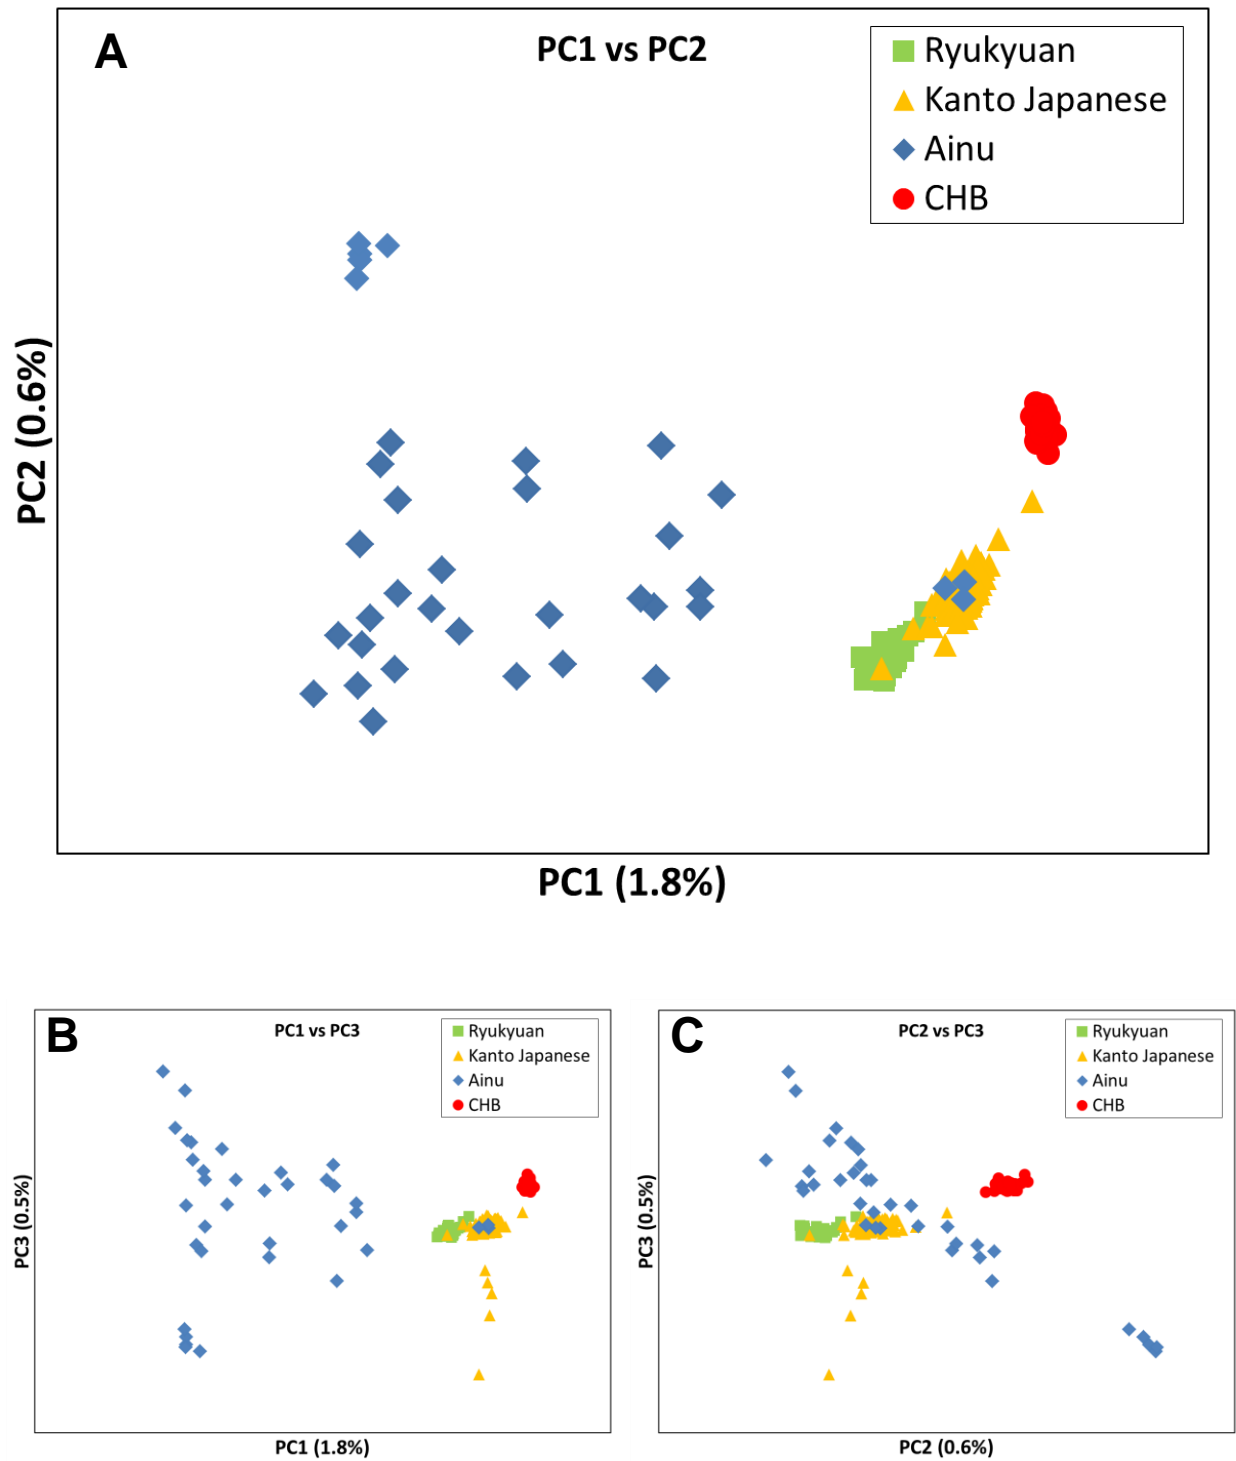 A
PC1 vs PC2
Ryukyuan
Kanto Japanese
Ainu
CHB
PC2 (0.6%)
PC1 (1.8%)
B
PC1 vs PC3
Ryukyuan
Kanto Japanese
Ainu
CHB
PC3 (0.5%)
PC1 (1.8%)
C
PC2 vs PC3
Ryukyuan
Kanto Japanese
Ainu
CHB
PC3 (0.5%)
PC2 (0.6%)